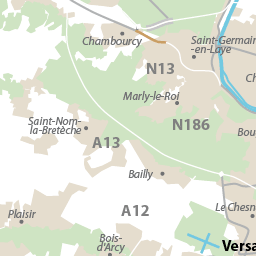 Chambourcy
Saint-Germain
-en-Laye
N13
Marly-le-Roi
N186
Saint-Nom-
la-Bretèche
A13
Bou
Bailly
Plaisir
A12
Le Chesn
Bois-
d'Arcy
Versa